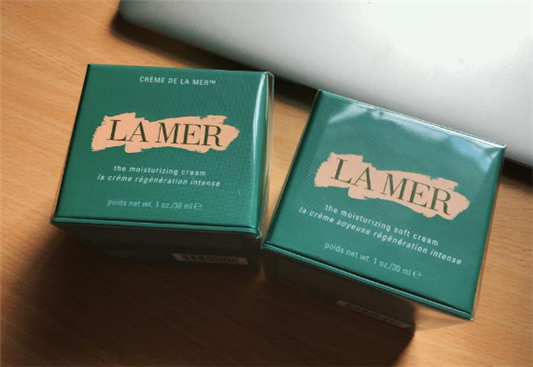 CRÈME DE LA MER™
LA MER
the moisturizing cream
la crème régénération intense
poids net wt. 1 oz./30 ml ℮
LA MER
the moisturizing soft cream
la crème soyeuse régénération intense
poids net wt. 1 oz./30 ml ℮